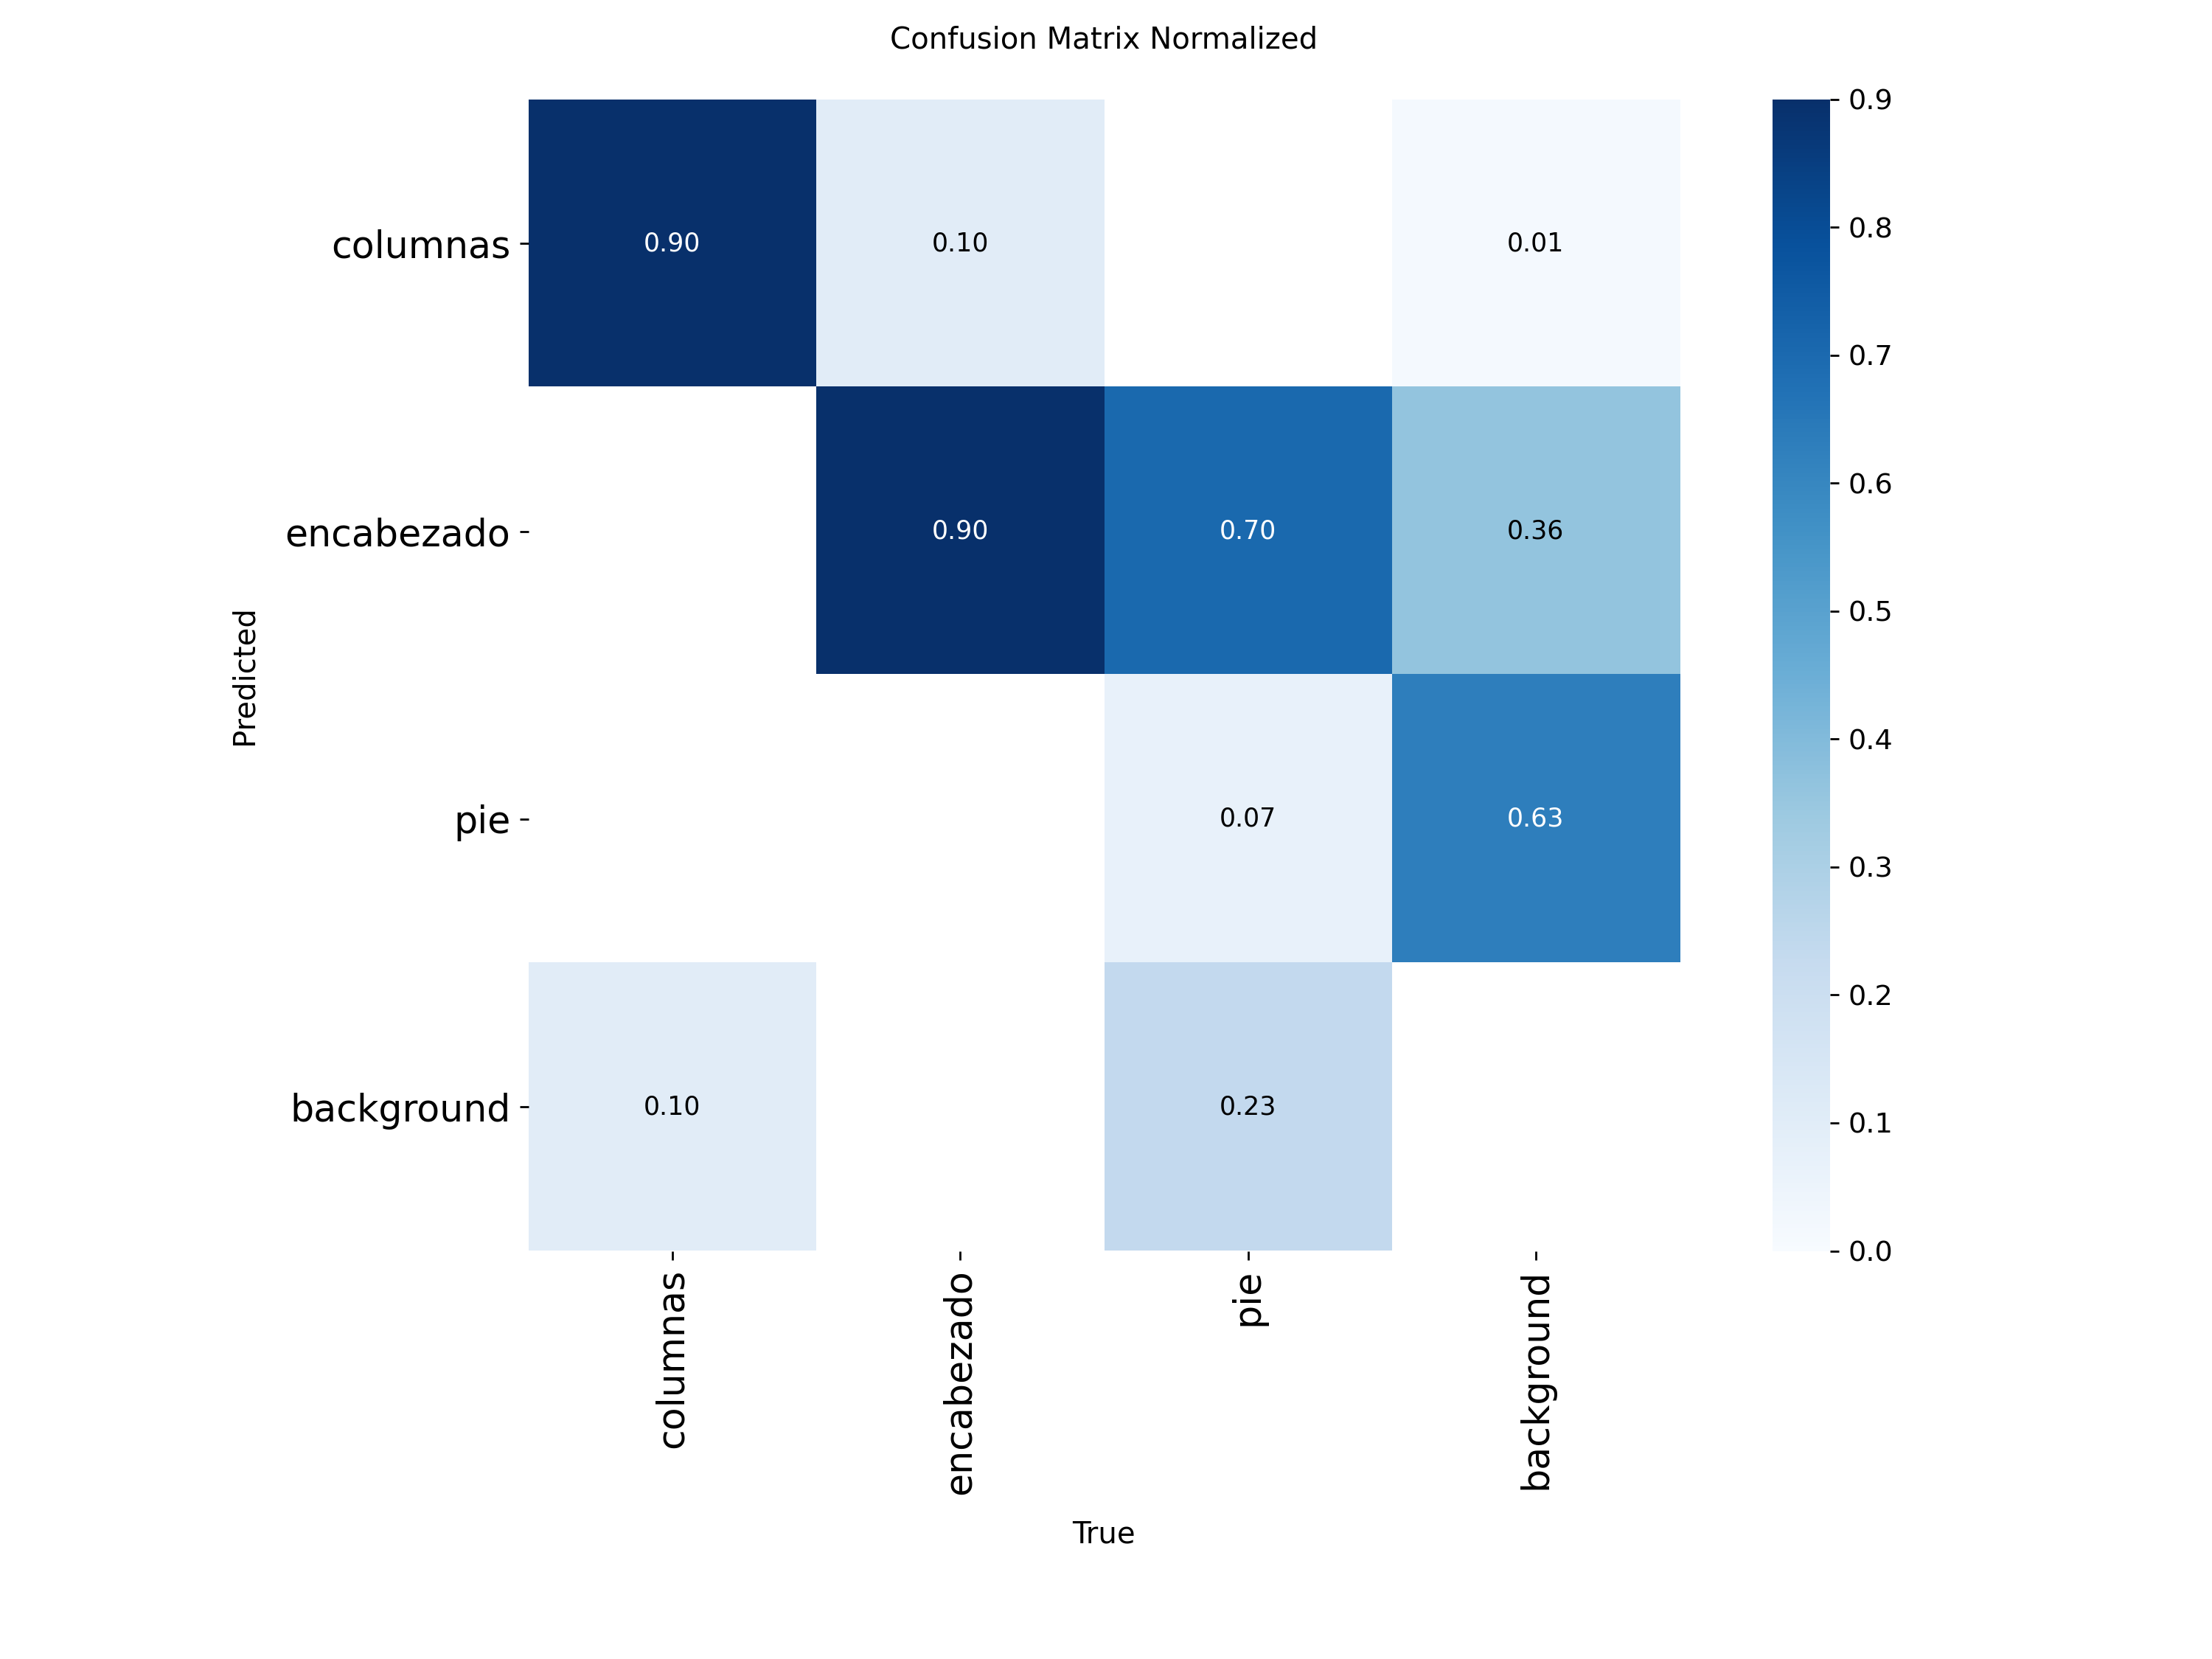 Confusion Matrix Normalized
columnas
0.90
0.10
0.01
encabezado
0.90
0.70
0.36
pie
0.07
0.63
background
0.10
0.23
Predicted
columnas
encabezado
pie
background
True
0.9
0.8
0.7
0.6
0.5
0.4
0.3
0.2
0.1
0.0